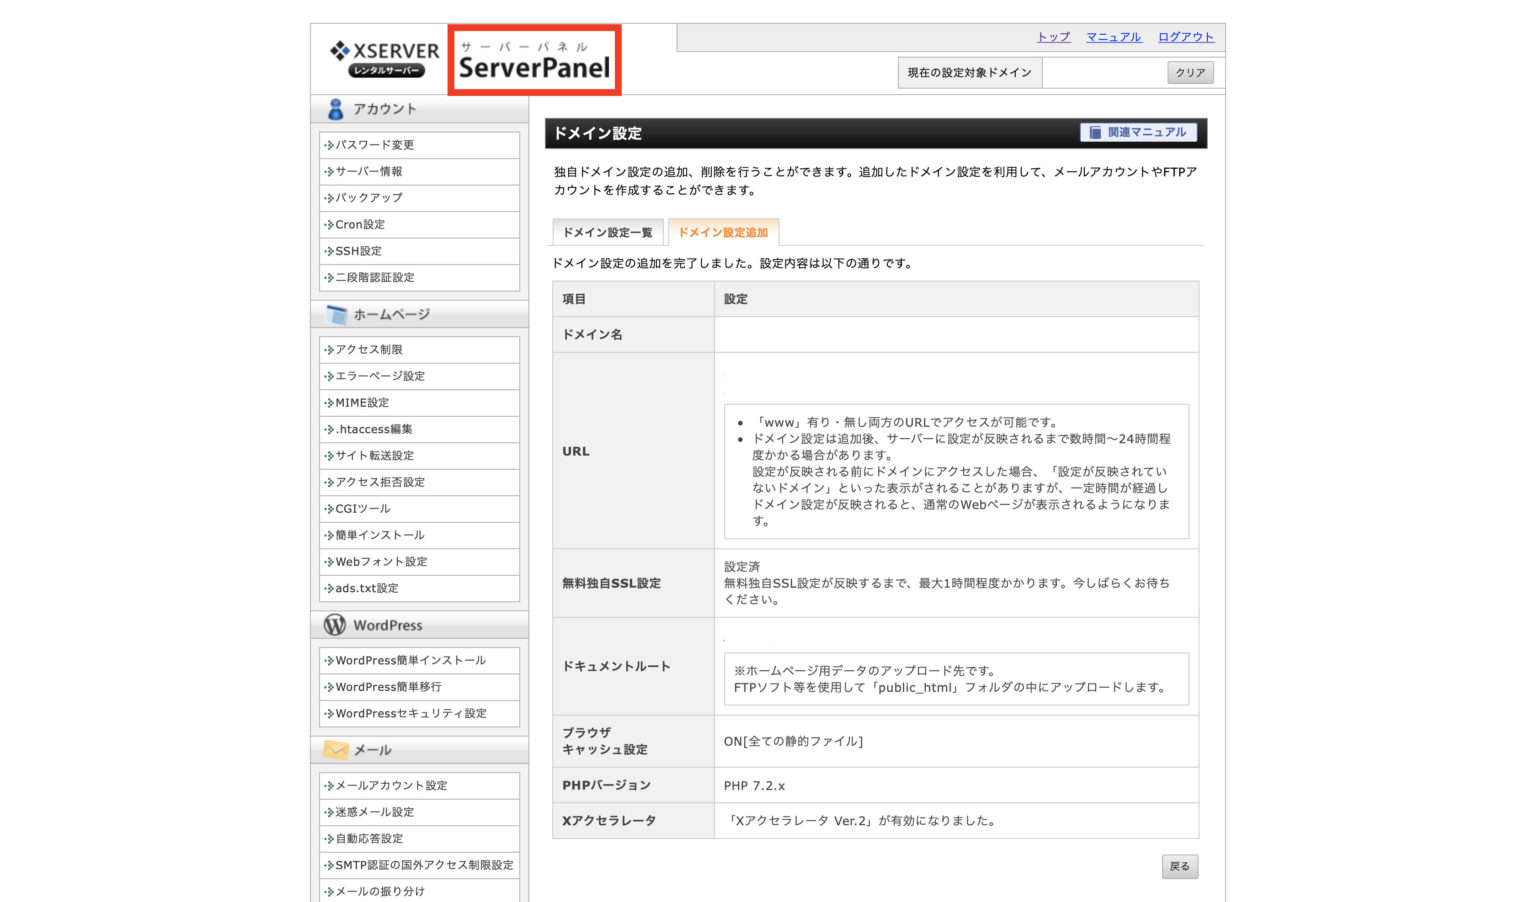 XSERVER
レンタルサーバー
サーバーパネル
ServerPanel
トップ マニュアル ログアウト
現在の設定対象ドメイン クリア
アカウント
パスワード変更
サーバー情報
バックアップ
Cron設定
SSH設定
二段階認証設定
ホームページ
アクセス制限
エラーページ設定
MIME設定
.htaccess編集
サイト転送設定
アクセス拒否設定
CGIツール
簡単インストール
Webフォント設定
ads.txt設定
WordPress
WordPress簡単インストール
WordPress簡単移行
WordPressセキュリティ設定
メール
メールアカウント設定
迷惑メール設定
自動応答設定
SMTP認証の国外アクセス制限設定
メールの振り分け
ドメイン設定 関連マニュアル
独自ドメイン設定の追加、削除を行うことができます。追加したドメイン設定を利用して、メールアカウントやFTPア
カウントを作成することができます。
ドメイン設定一覧 ドメイン設定追加
ドメイン設定の追加を完了しました。設定内容は以下の通りです。
項目 設定
ドメイン名
URL
• 「www」有り・無し両方のURLでアクセスが可能です。
• ドメイン設定は追加後、サーバーに設定が反映されるまで数時間～24時間程
度かかる場合があります。
設定が反映される前にドメインにアクセスした場合、「設定が反映されてい
ないドメイン」といった表示がされることがありますが、一定時間が経過し
ドメイン設定が反映されると、通常のWebページが表示されるようになりま
す。
無料独自SSL設定
設定済
無料独自SSL設定が反映するまで、最大1時間程度かかります。今しばらくお待ち
ください。
ドキュメントルート
※ホームページ用データのアップロード先です。
FTPソフト等を使用して「public_html」フォルダの中にアップロードします。
ブラウザ
キャッシュ設定
ON[全ての静的ファイル]
PHPバージョン PHP 7.2.x
Xアクセラレータ 「Xアクセラレータ Ver.2」が有効になりました。
戻る